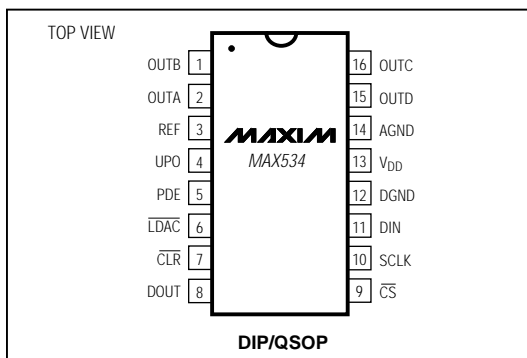 TOP VIEW
OUTB 1 16 OUTC
OUTA 2 15 OUTD
REF 3 MAXIM 14 AGND
UPO 4 MAX534 13 VDD
PDE 5 12 DGND
LDAC 6 11 DIN
CLR 7 10 SCLK
DOUT 8 9 CS
DIP/QSOP